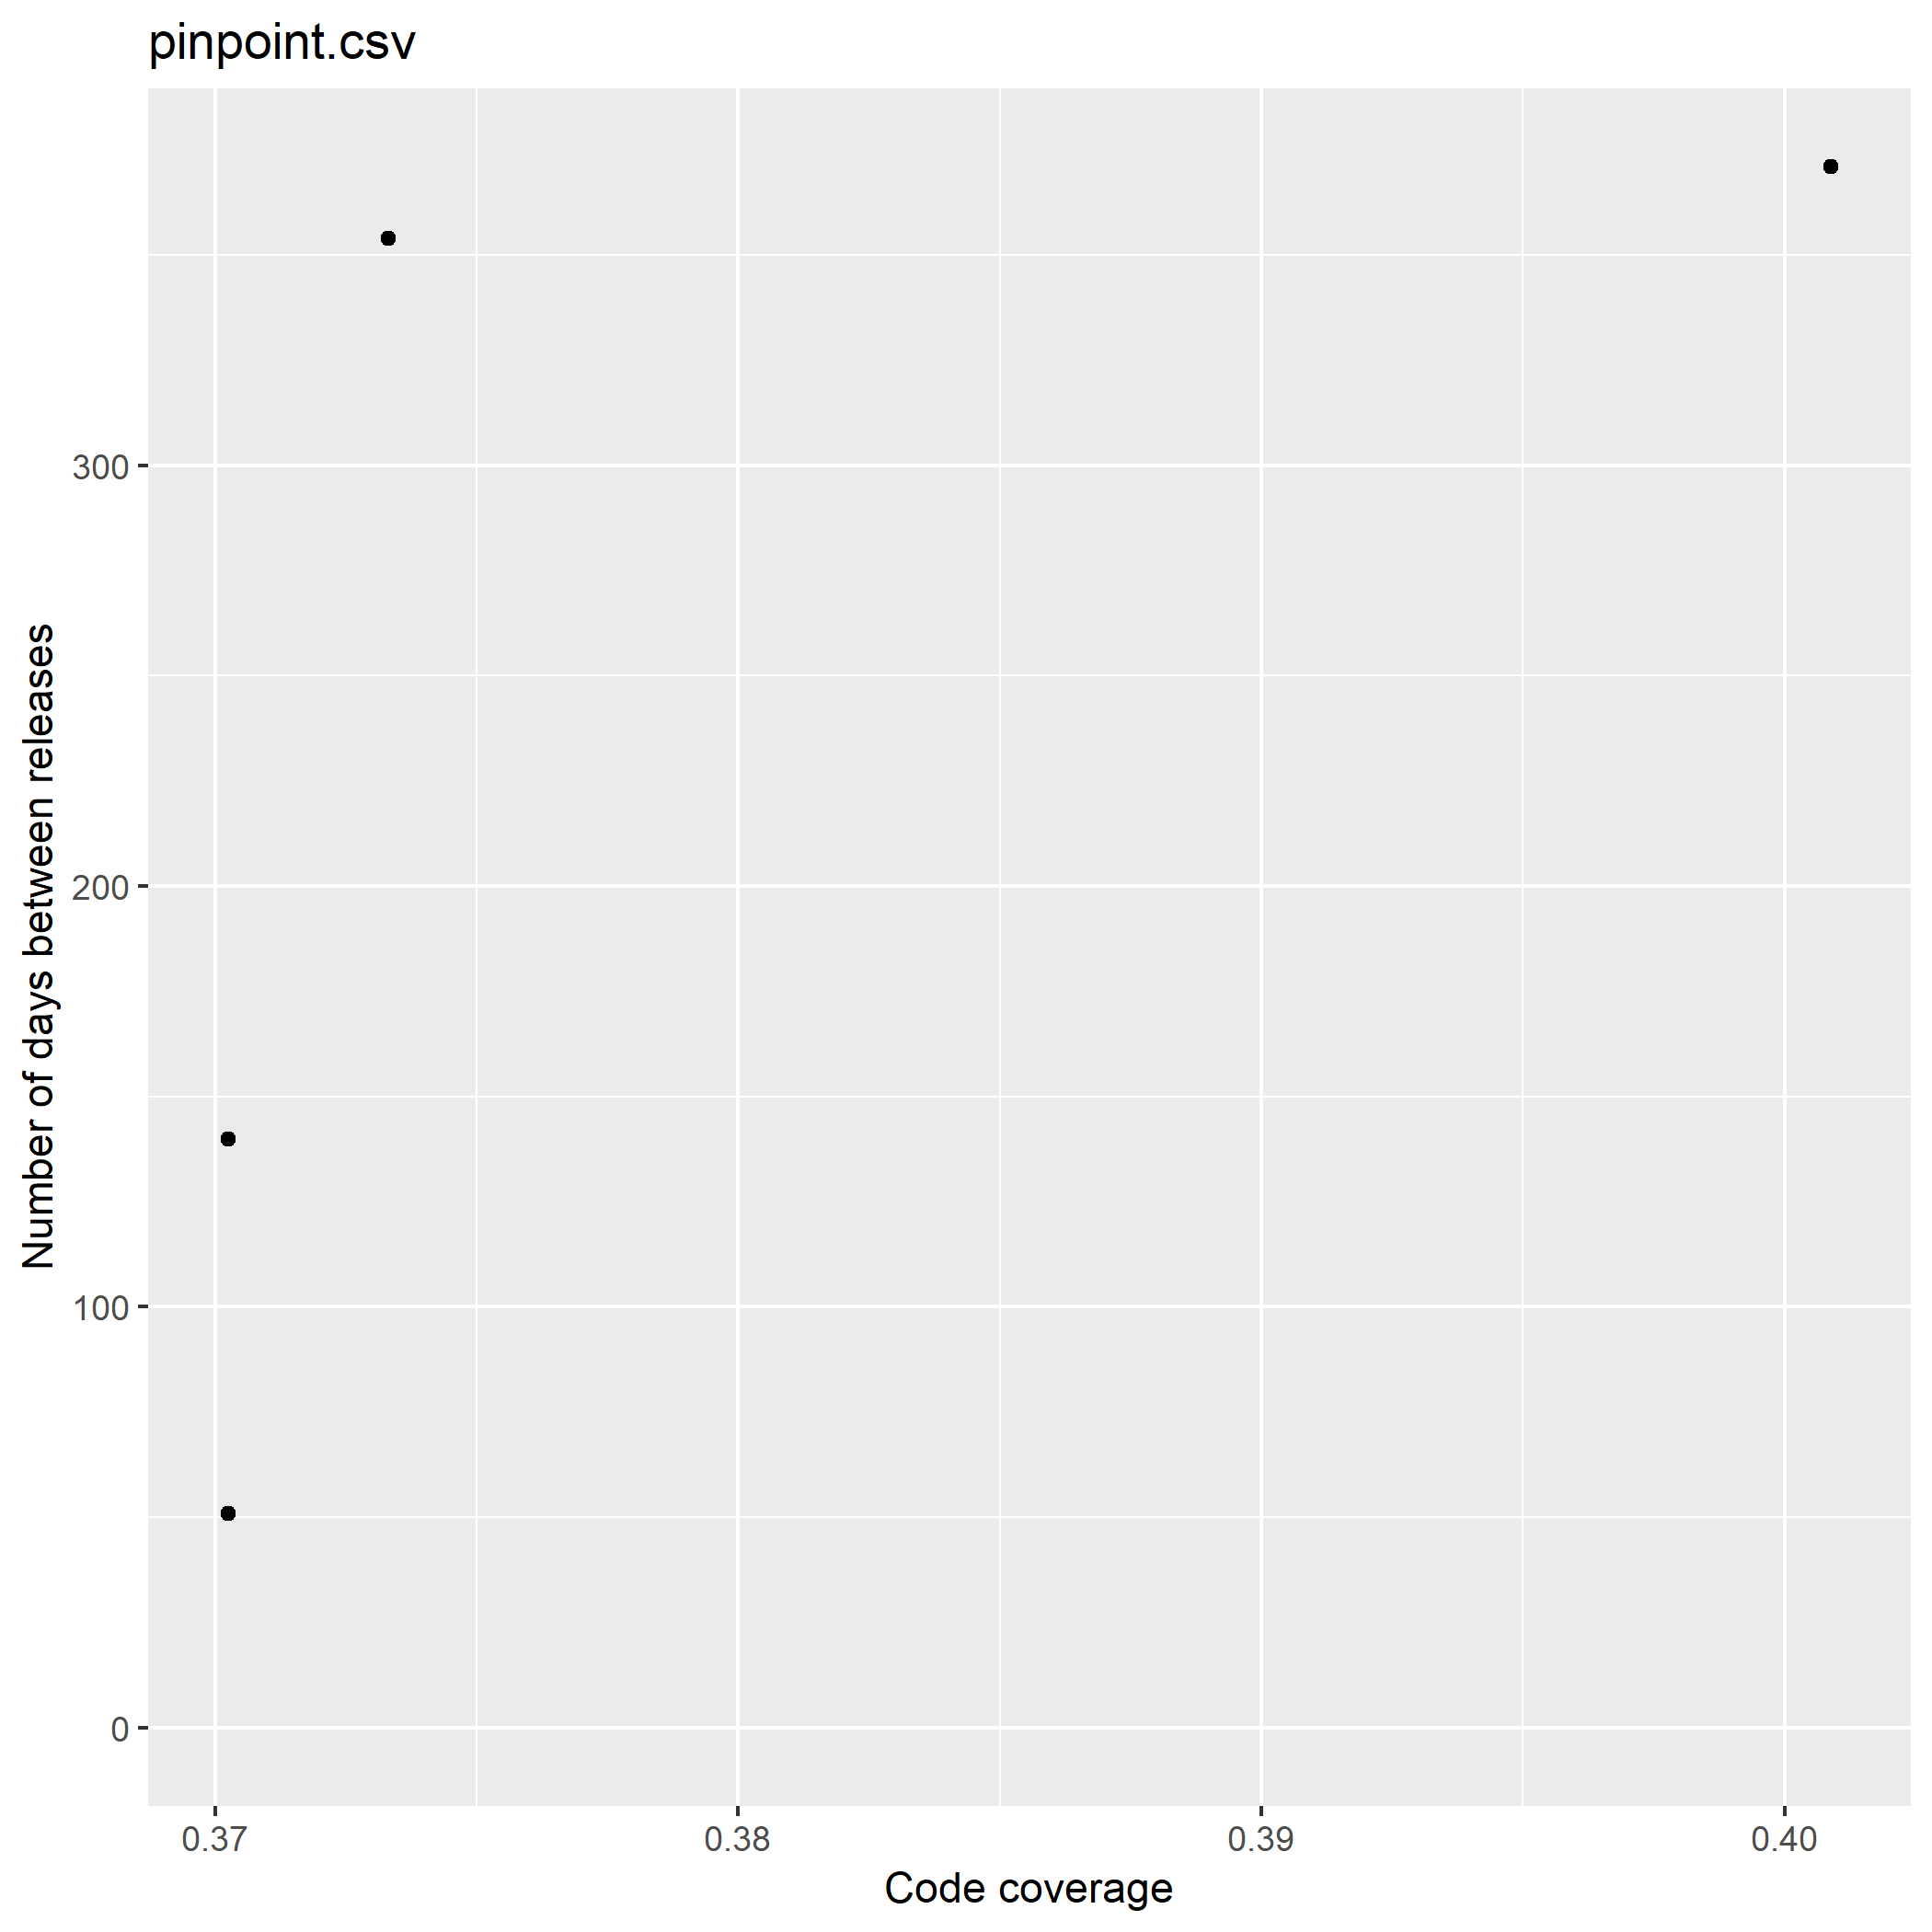 pinpoint.csv
Number of days between releases
300
200
100
0
0.37
0.38
0.39
0.40
Code coverage